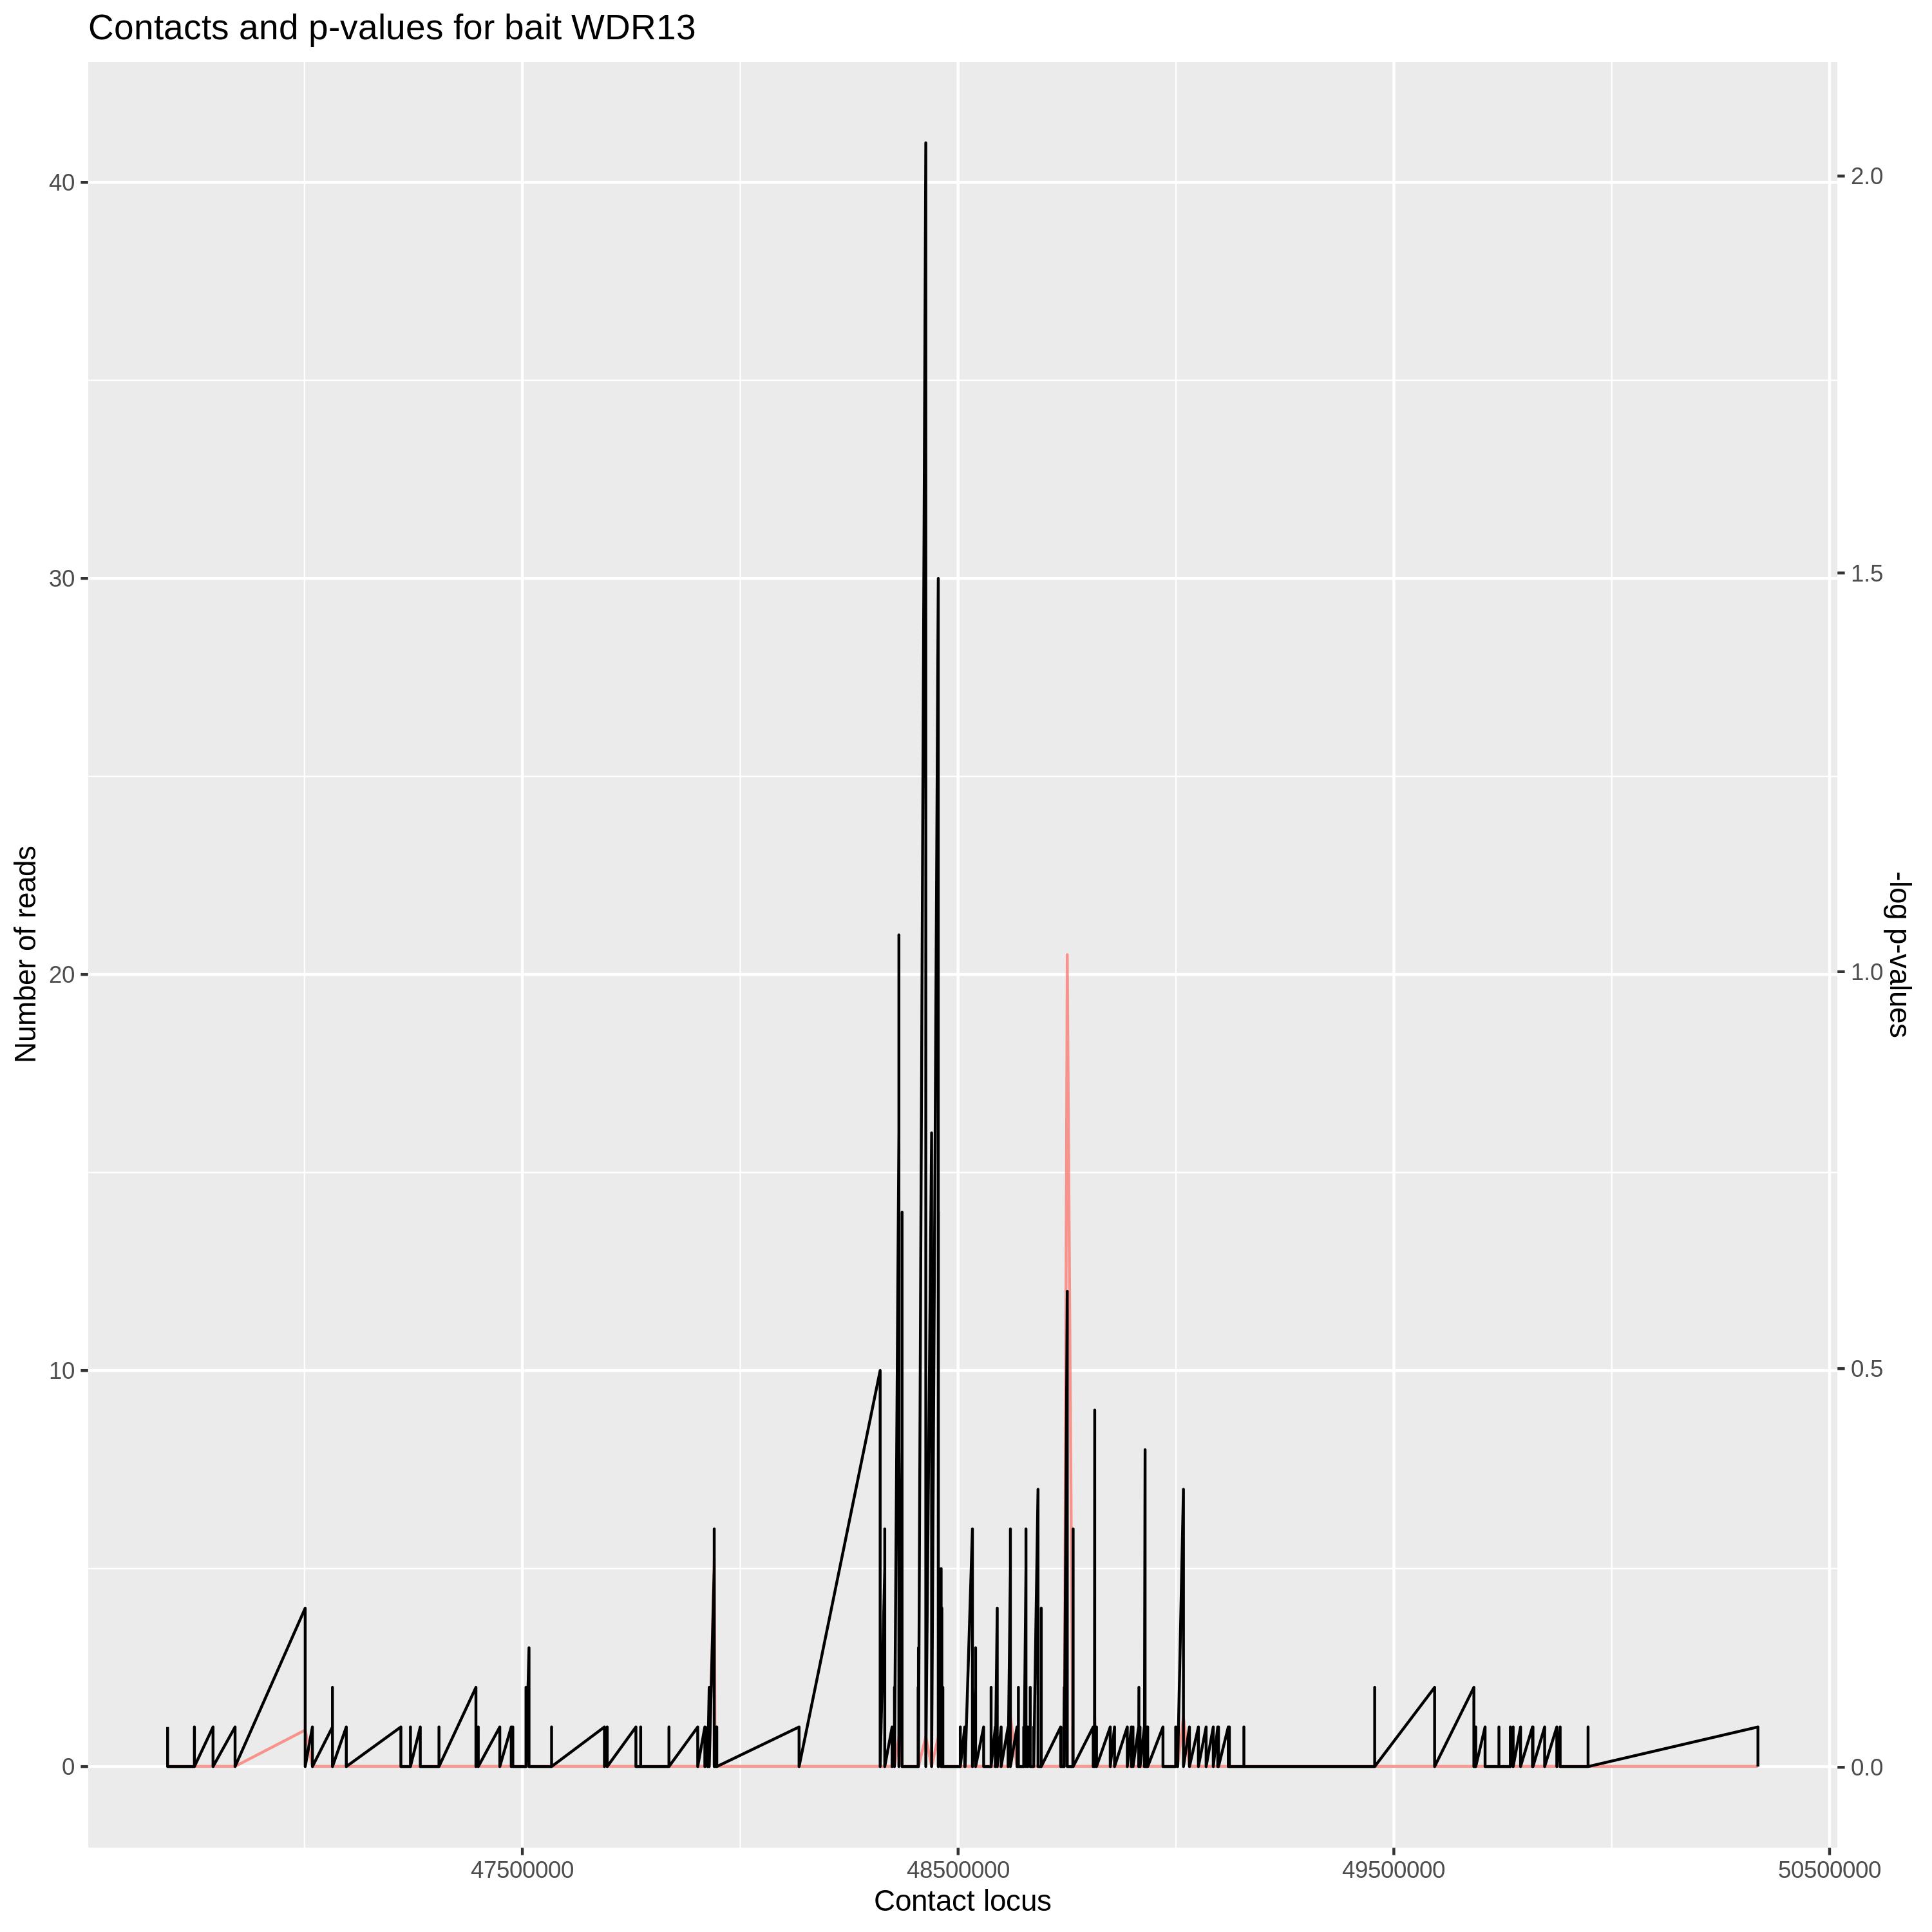 Contacts and p-values for bait WDR13
40
30
20
10
0
Number of reads
2.0
1.5
1.0
0.5
0.0
-log p-values
47500000 48500000 49500000 50500000
Contact locus